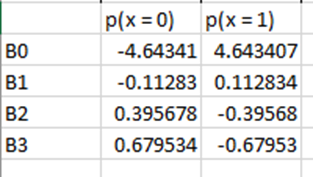 p(x = 0) p(x = 1)
B0 -4.64341 4.643407
B1 -0.11283 0.112834
B2 0.395678 -0.39568
B3 0.679534 -0.67953